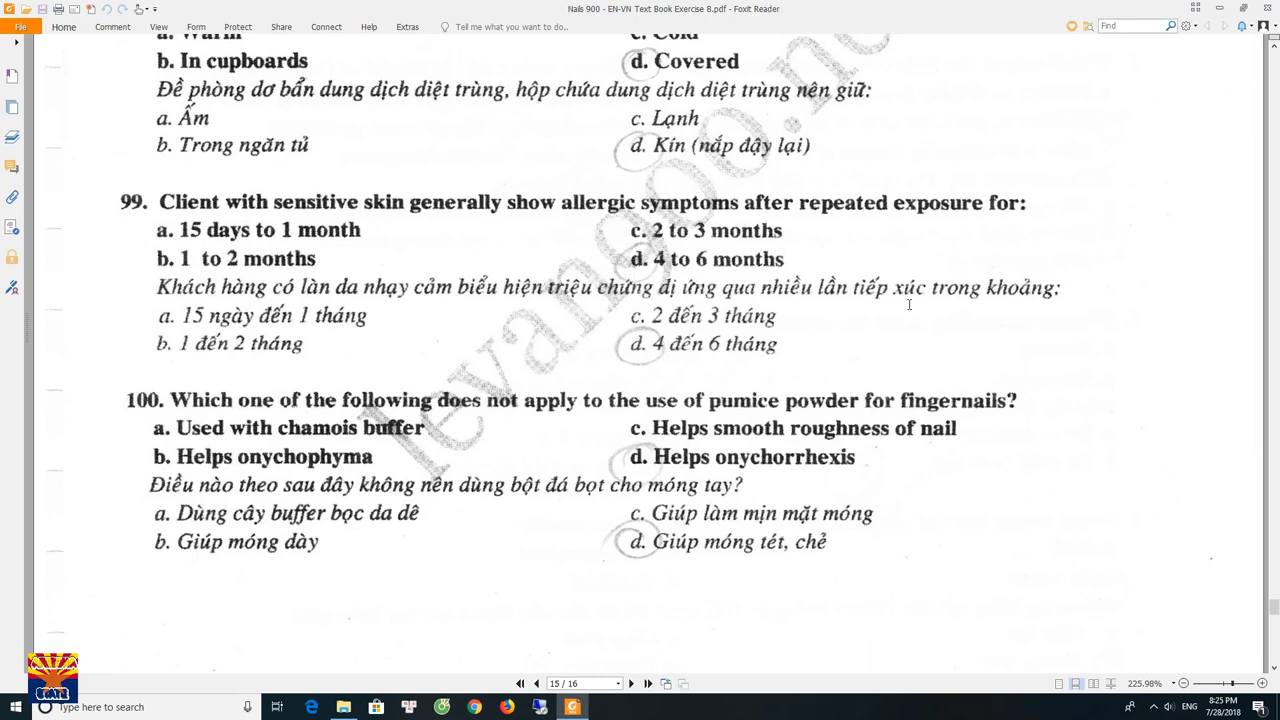 Nails 900 - EN-VN Text Book Exercise 8.pdf - Foxit Reader
File Home Comment View Form Protect Share Connect Help Extras Tell me what you want to do.. Find
a. Warm c. Cold
b. In cupboards d. Covered
Đề phòng dơ bẩn dung dịch diệt trùng, hộp chứa dung dịch diệt trùng nên giữ:
a. Ấm c. Lạnh
b. Trong ngăn tủ d. Kín (nắp đậy lại)
99. Client with sensitive skin generally show allergic symptoms after repeated exposure for:
a. 15 days to 1 month c. 2 to 3 months
b. 1 to 2 months d. 4 to 6 months
Khách hàng có làn da nhạy cảm biểu hiện triệu chứng dị ứng qua nhiều lần tiếp xúc trong khoảng:
a. 15 ngày đến 1 tháng c. 2 đến 3 tháng
b. 1 đến 2 tháng d. 4 đến 6 tháng
100. Which one of the following does not apply to the use of pumice powder for fingernails?
a. Used with chamois buffer c. Helps smooth roughness of nail
b. Helps onychophyma d. Helps onychorrhexis
Điều nào theo sau đây không nên dùng bột đá bọt cho móng tay?
a. Dùng cây buffer bọc da dê c. Giúp làm mịn mặt móng
b. Giúp móng dày d. Giúp móng tét, chẻ
15 / 16 225.98%
Type here to search ENG 8:25 PM
7/28/2018